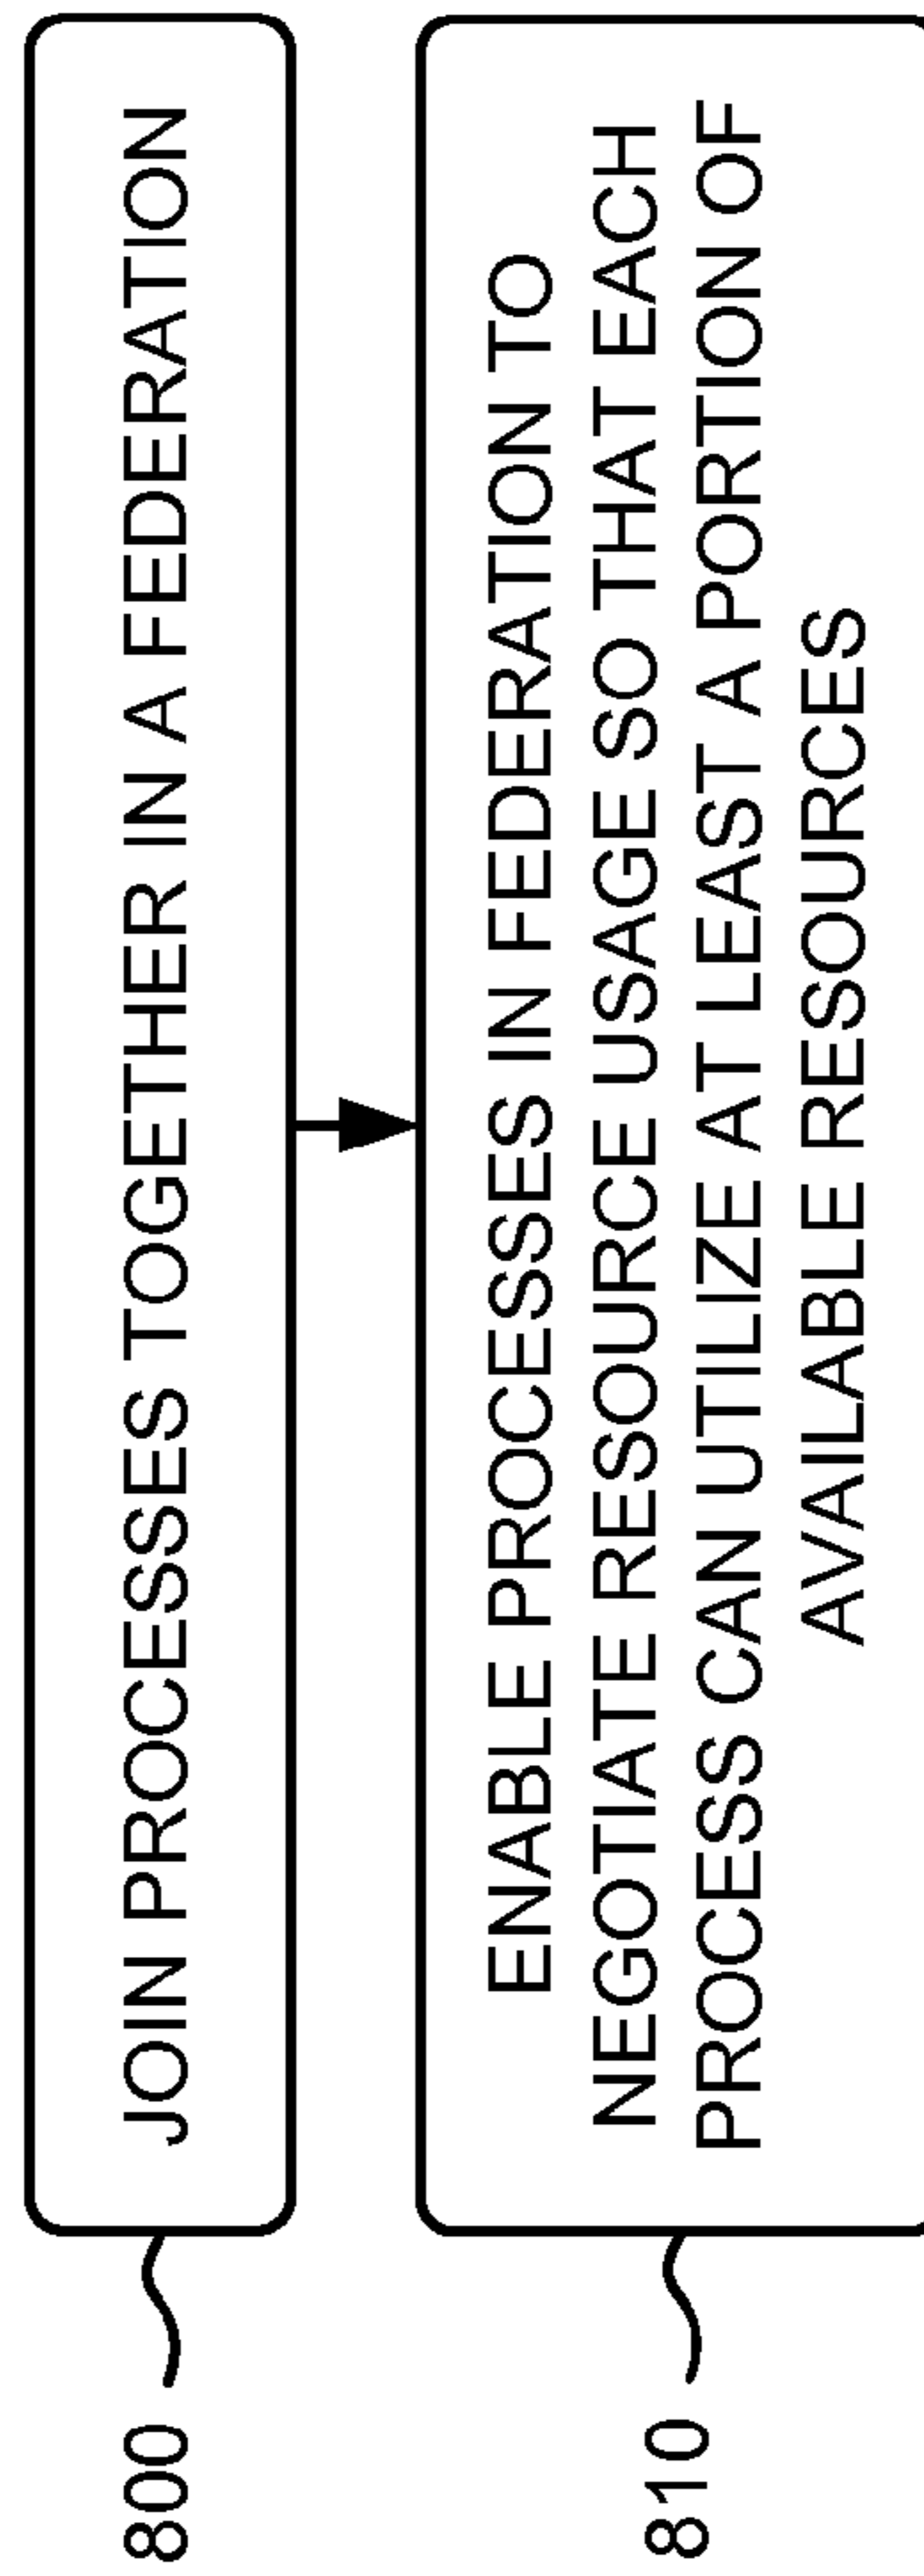 800
JOIN PROCESSES TOGETHER IN A FEDERATION
810
ENABLE PROCESSES IN FEDERATION TO
NEGOTIATE RESOURCE USAGE SO THAT EACH
PROCESS CAN UTILIZE AT LEAST A PORTION OF
AVAILABLE RESOURCES